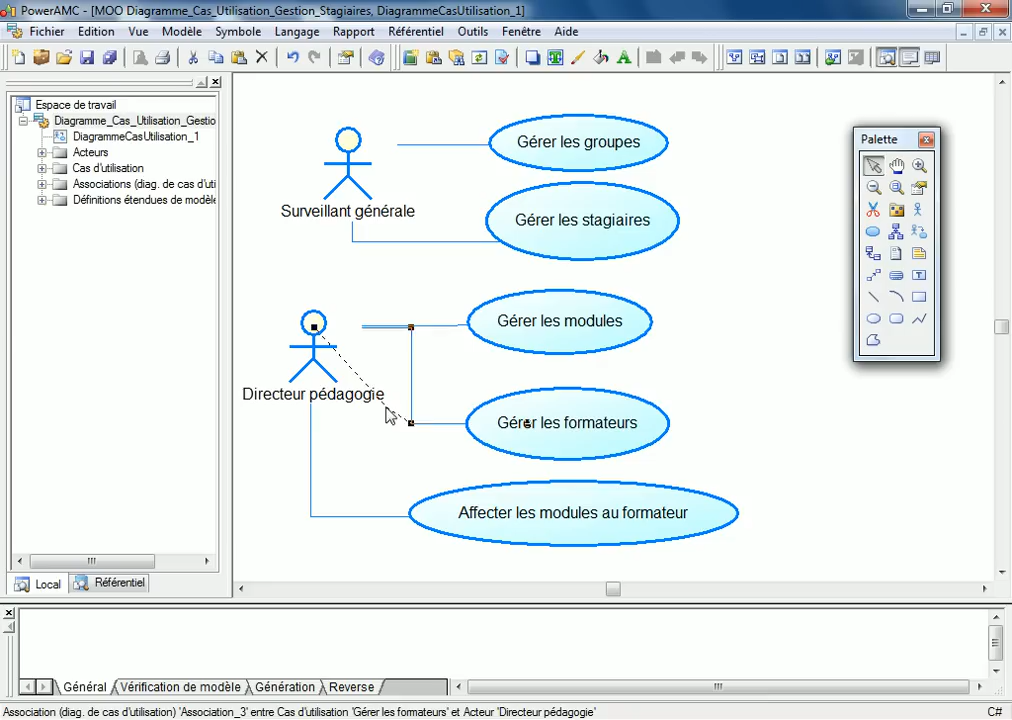 PowerAMC - [MOO Diagramme_Cas_Utilisation_Gestion_Stagiaires, DiagrammeCasUtilisation_1]
Fichier Edition Vue Modèle Symbole Langage Rapport Référentiel Outils Fenêtre Aide
Espace de travail
Diagramme_Cas_Utilisation_Gestio
DiagrammeCasUtilisation_1
Acteurs
Cas d'utilisation
Associations (diag. de cas d'uti
Définitions étendues de modèle
Local Référentiel
Gérer les groupes
Surveillant générale
Gérer les stagiaires
Gérer les modules
Directeur pédagogie
Gérer les formateurs
Affecter les modules au formateur
Palette
Général Vérification de modèle Génération Reverse
Association (diag. de cas d'utilisation) 'Association_3' entre Cas d'utilisation 'Gérer les formateurs' et Acteur 'Directeur pédagogie'
C#